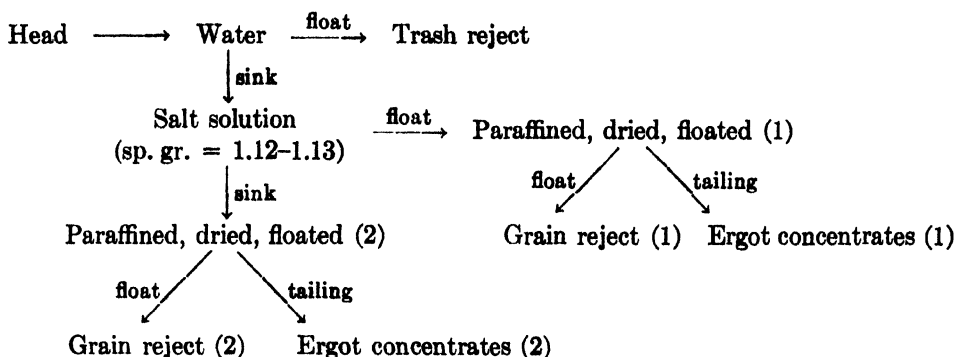 Head Water float Trash reject
sink
Salt solution float Paraffined, dried, floated (1)
(sp. gr. = 1.12–1.13)
float tailing
sink
Paraffined, dried, floated (2) Grain reject (1) Ergot concentrates (1)
float tailing
Grain reject (2) Ergot concentrates (2)